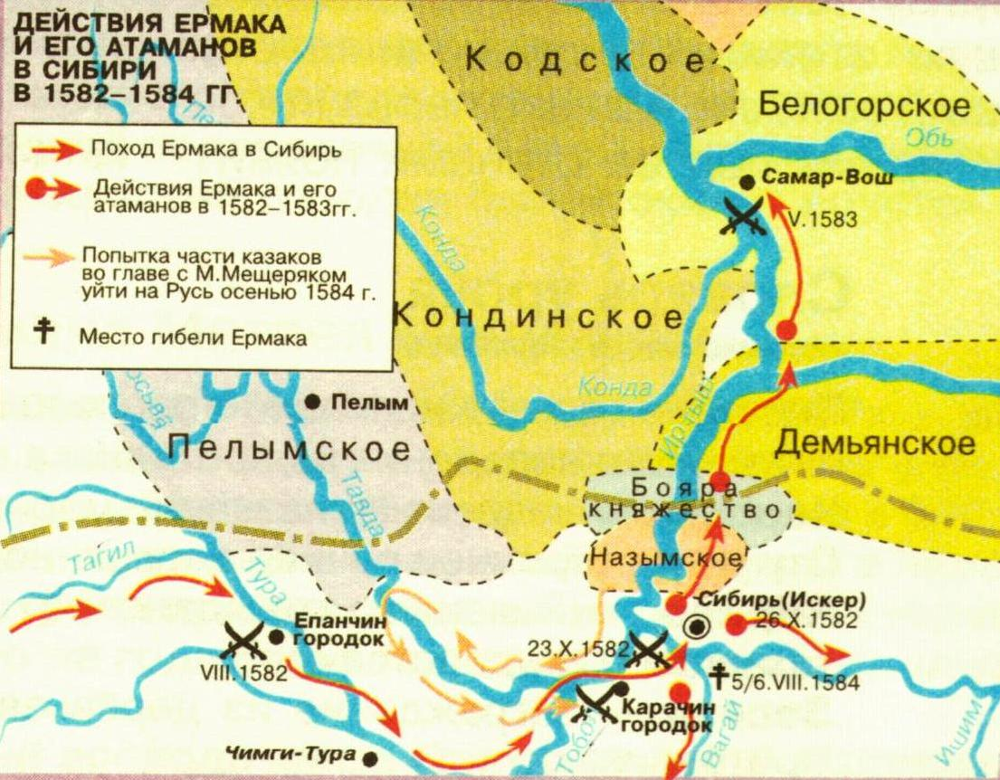 ДЕЙСТВИЯ ЕРМАКА
И ЕГО АТАМАНОВ
В СИБИРИ
В 1582–1584 ГГ.
Поход Ермака в Сибирь
Действия Ермака и его
атаманов в 1582–1583гг.
Попытка части казаков
во главе с М.Мещеряком
уйти на Русь осенью 1584 г.
Место гибели Ермака
Кодское
Белогорское
Обь
Самар-Вош
V.1583
Конда
Кондинское
Конда
Иртыш
Пелым
Пелымское
Тавда
Демьянское
Бояра
княжество
Назымское
Тагил
Тура
Сибирь(Искер)
26.X.1582
Епанчин
городок
VIII.1582
23.X.1582
5/6.VIII.1584
Карачин
городок
Чимги-Тура
Тобол
Вагай
Ишим